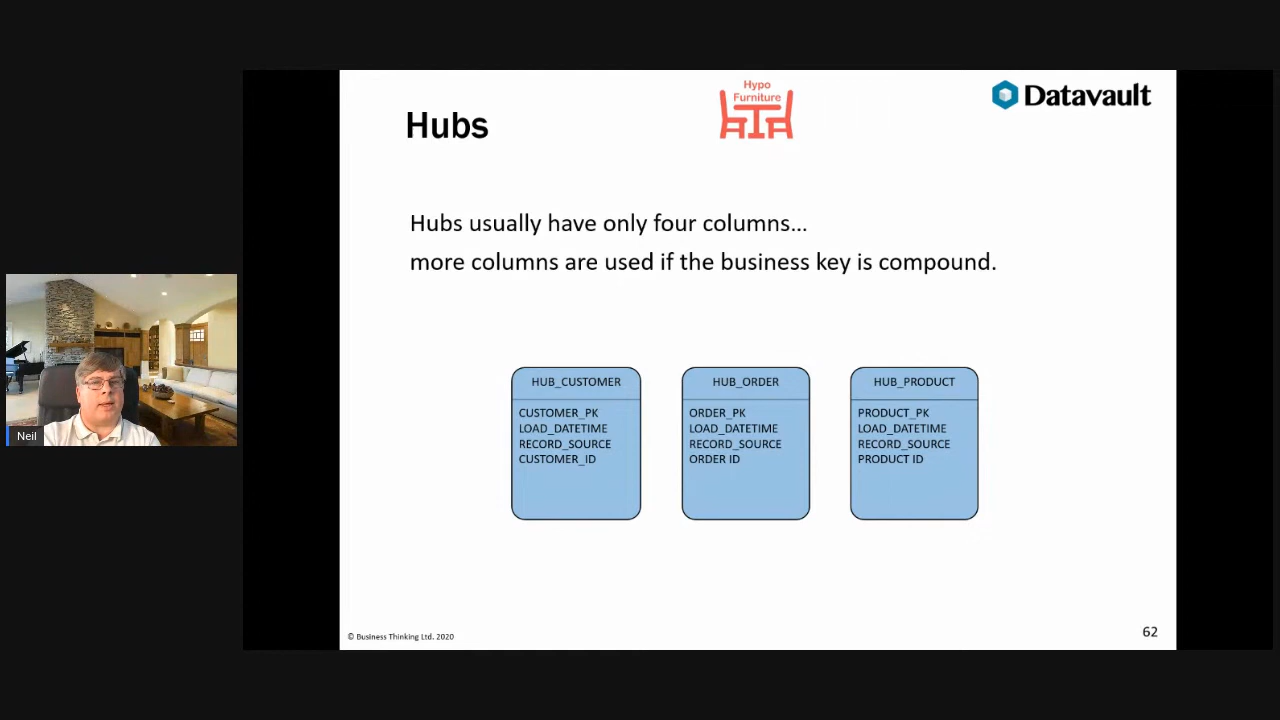 Hypo
Furniture
Datavault
Hubs
Hubs usually have only four columns...
more columns are used if the business key is compound.
HUB_CUSTOMER
CUSTOMER_PK
LOAD_DATETIME
RECORD_SOURCE
CUSTOMER_ID
HUB_ORDER
ORDER_PK
LOAD_DATETIME
RECORD_SOURCE
ORDER ID
HUB_PRODUCT
PRODUCT_PK
LOAD_DATETIME
RECORD_SOURCE
PRODUCT ID
Neil
© Business Thinking Ltd. 2020
62